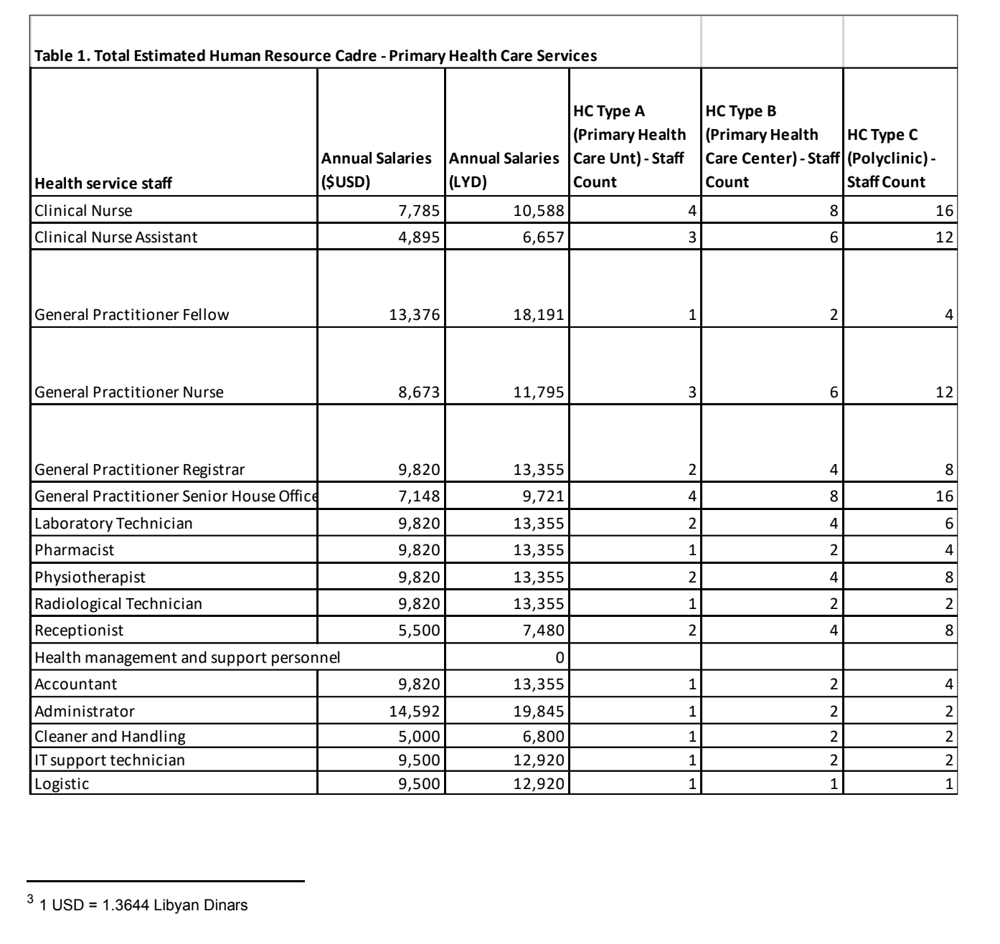 Table 1. Total Estimated Human Resource Cadre - Primary Health Care Services
Health service staff | Annual Salaries ($USD) | Annual Salaries (LYD) | HC Type A (Primary Health Care Unt) - Staff Count | HC Type B (Primary Health Care Center) - Staff Count | HC Type C (Polyclinic) - Staff Count
Clinical Nurse 7,785 10,588 4 8 16
Clinical Nurse Assistant 4,895 6,657 3 6 12
General Practitioner Fellow 13,376 18,191 1 2 4
General Practitioner Nurse 8,673 11,795 3 6 12
General Practitioner Registrar 9,820 13,355 2 4 8
General Practitioner Senior House Office 7,148 9,721 4 8 16
Laboratory Technician 9,820 13,355 2 4 6
Pharmacist 9,820 13,355 1 2 4
Physiotherapist 9,820 13,355 2 4 8
Radiological Technician 9,820 13,355 1 2 2
Receptionist 5,500 7,480 2 4 8
Health management and support personnel 0
Accountant 9,820 13,355 1 2 4
Administrator 14,592 19,845 1 2 2
Cleaner and Handling 5,000 6,800 1 2 2
IT support technician 9,500 12,920 1 2 2
Logistic 9,500 12,920 1 1 1
3 1 USD = 1.3644 Libyan Dinars